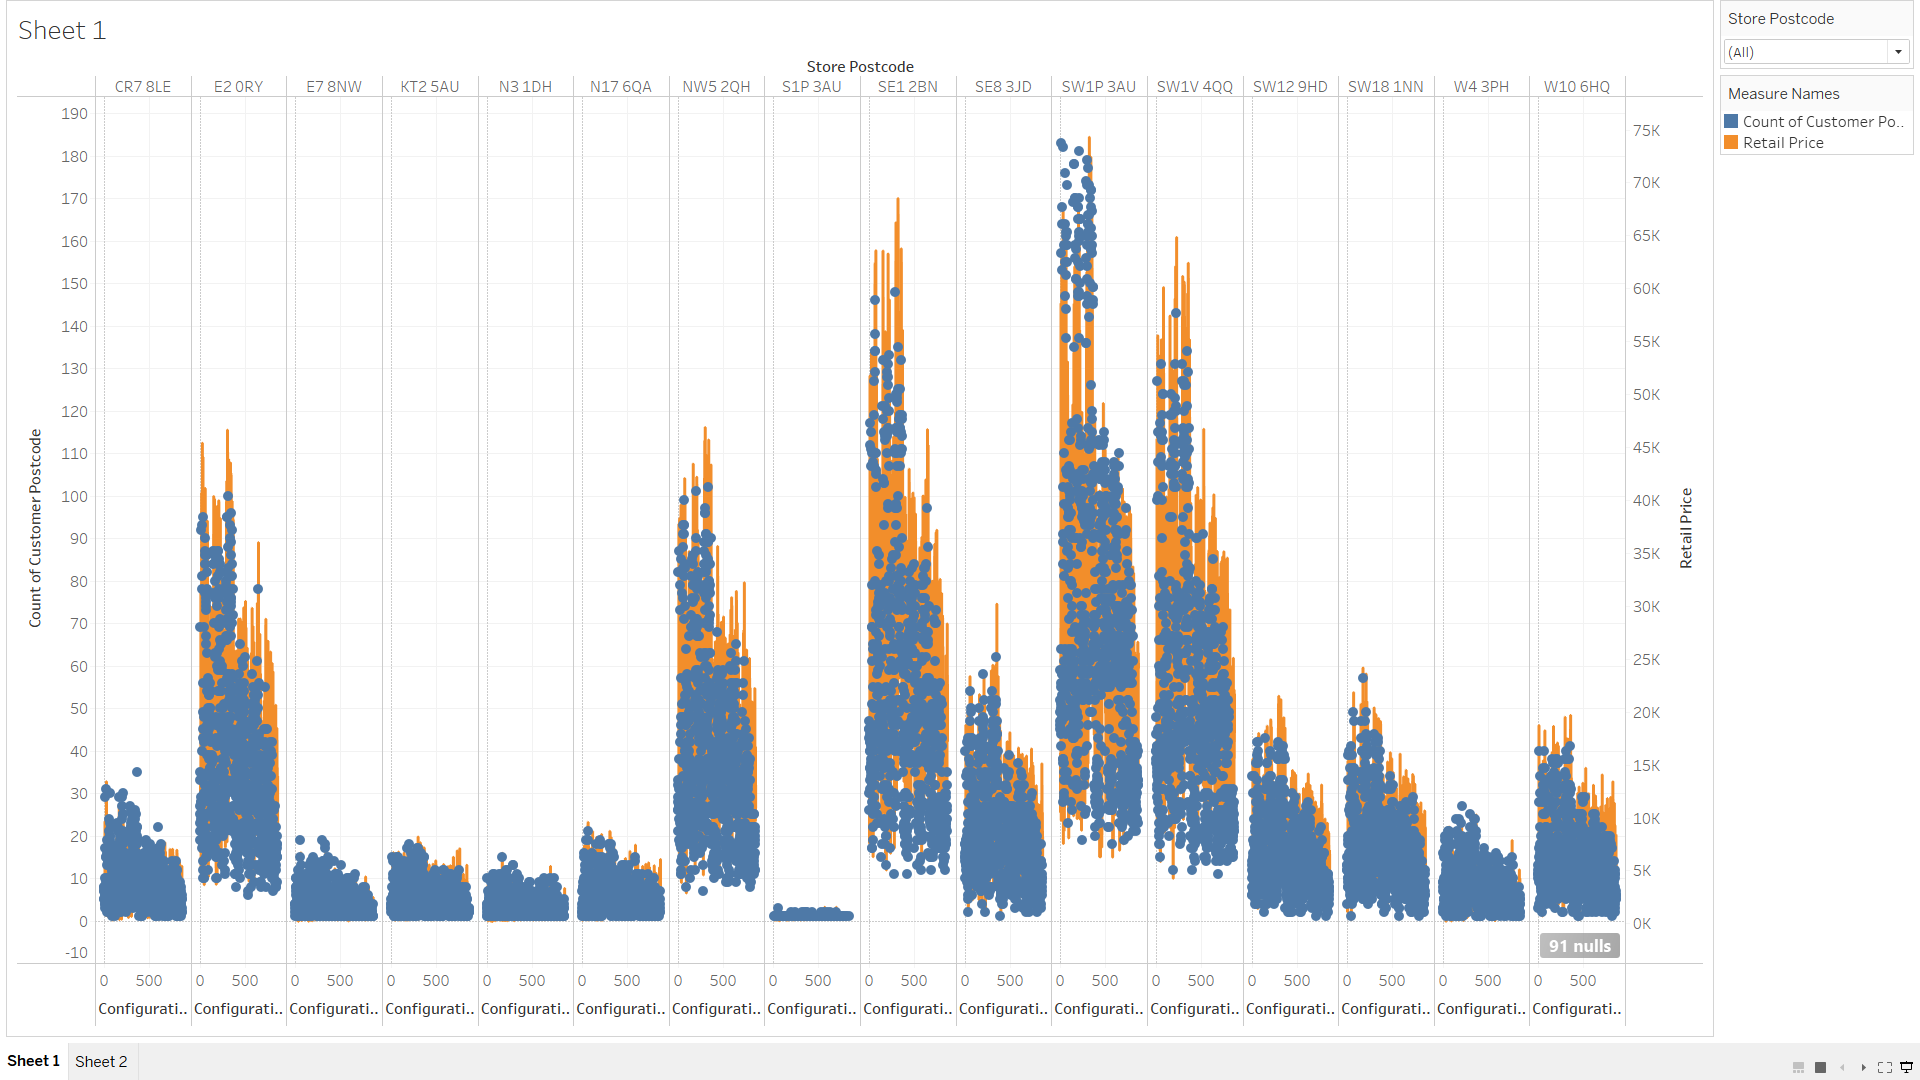 Sheet 1
Store Postcode
CR7 8LE E2 0RY E7 8NW KT2 5AU N3 1DH N17 6QA NW5 2QH S1P 3AU SE1 2BN SE8 3JD SW1P 3AU SW1V 4QQ SW12 9HD SW18 1NN W4 3PH W10 6HQ
Count of Customer Postcode
190
180
170
160
150
140
130
120
110
100
90
80
70
60
50
40
30
20
10
0
-10
75K
70K
65K
60K
55K
50K
45K
40K
35K
30K
25K
20K
15K
10K
5K
0K
Retail Price
91 nulls
0 500 0 500 0 500 0 500 0 500 0 500 0 500 0 500 0 500 0 500 0 500 0 500 0 500 0 500 0 500 0 500
Configurati.. Configurati.. Configurati.. Configurati.. Configurati.. Configurati.. Configurati.. Configurati.. Configurati.. Configurati.. Configurati.. Configurati.. Configurati.. Configurati.. Configurati.. Configurati..
Store Postcode
(All)
Measure Names
Count of Customer Po..
Retail Price
Sheet 1 Sheet 2